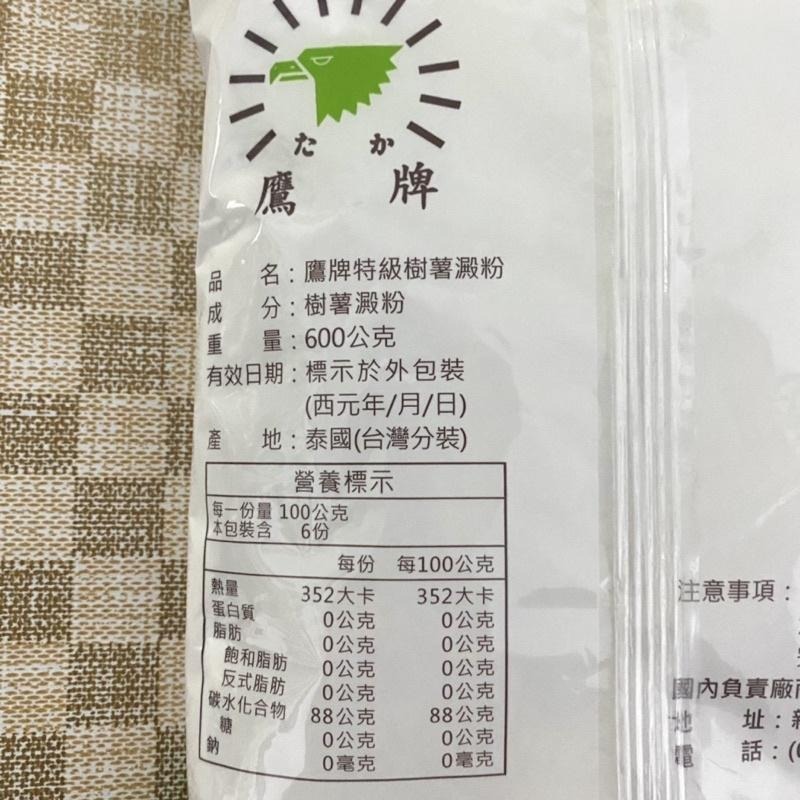 たか
鷹牌
品名：鷹牌特級樹薯澱粉
成分：樹薯澱粉
重量：600公克
有效日期：標示於外包裝
(西元年/月/日)
產地：泰國(台灣分裝)
營養標示
每一份量 100公克
本包裝含 6份
每份 每100公克
熱量 352大卡 352大卡
蛋白質 0公克 0公克
脂肪 0公克 0公克
飽和脂肪 0公克 0公克
反式脂肪 0公克 0公克
碳水化合物 88公克 88公克
糖 0公克 0公克
鈉 0毫克 0毫克
注意事項：
國內負責廠
地址：
電話：(